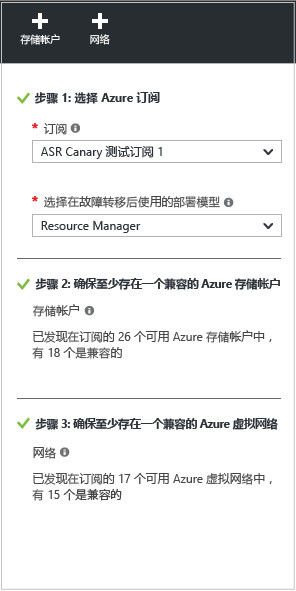 存储帐户 网络
步骤 1: 选择 Azure 订阅
* 订阅
ASR Canary 测试订阅 1
* 选择在故障转移后使用的部署模型
Resource Manager
步骤 2: 确保至少存在一个兼容的 Azure 存储帐户
存储帐户
已发现在订阅的 26 个可用 Azure 存储帐户中，
有 18 个是兼容的
步骤 3: 确保至少存在一个兼容的 Azure 虚拟网络
网络
已发现在订阅的 17 个可用 Azure 虚拟网络中，
有 15 个是兼容的